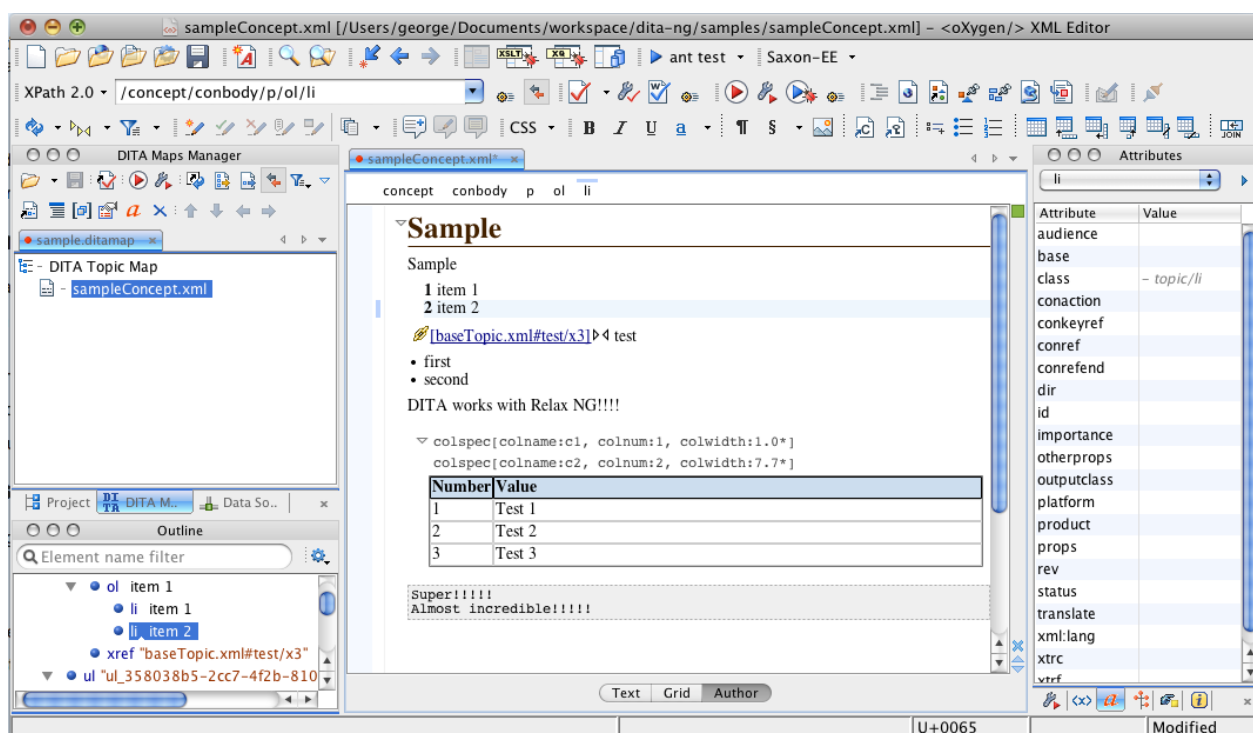 sampleConcept.xml [/Users/george/Documents/workspace/dita-ng/samples/sampleConcept.xml] – <oXygen/> XML Editor
XSLT XQ ant test Saxon-EE
XPath 2.0 /concept/conbody/p/ol/li
CSS B I U a ¶ § JOIN
DITA Maps Manager
sample.ditamap
DITA Topic Map
- sampleConcept.xml
Project DITA M.. Data So..
Outline
Element name filter
ol item 1
li item 1
li item 2
xref "baseTopic.xml#test/x3"
ul "ul_358038b5-2cc7-4f2b-810
sampleConcept.xml*
concept conbody p ol li
Sample
Sample
1 item 1
2 item 2
[baseTopic.xml#test/x3] test
• first
• second
DITA works with Relax NG!!!!
colspec[colname:c1, colnum:1, colwidth:1.0*]
colspec[colname:c2, colnum:2, colwidth:7.7*]
Number Value
1 Test 1
2 Test 2
3 Test 3
Super!!!!!
Almost incredible!!!!!
Text Grid Author
Attributes
li
Attribute Value
audience
base
class – topic/li
conaction
conkeyref
conref
conrefend
dir
id
importance
otherprops
outputclass
platform
product
props
rev
status
translate
xml:lang
xtrc
xtrf
U+0065 Modified